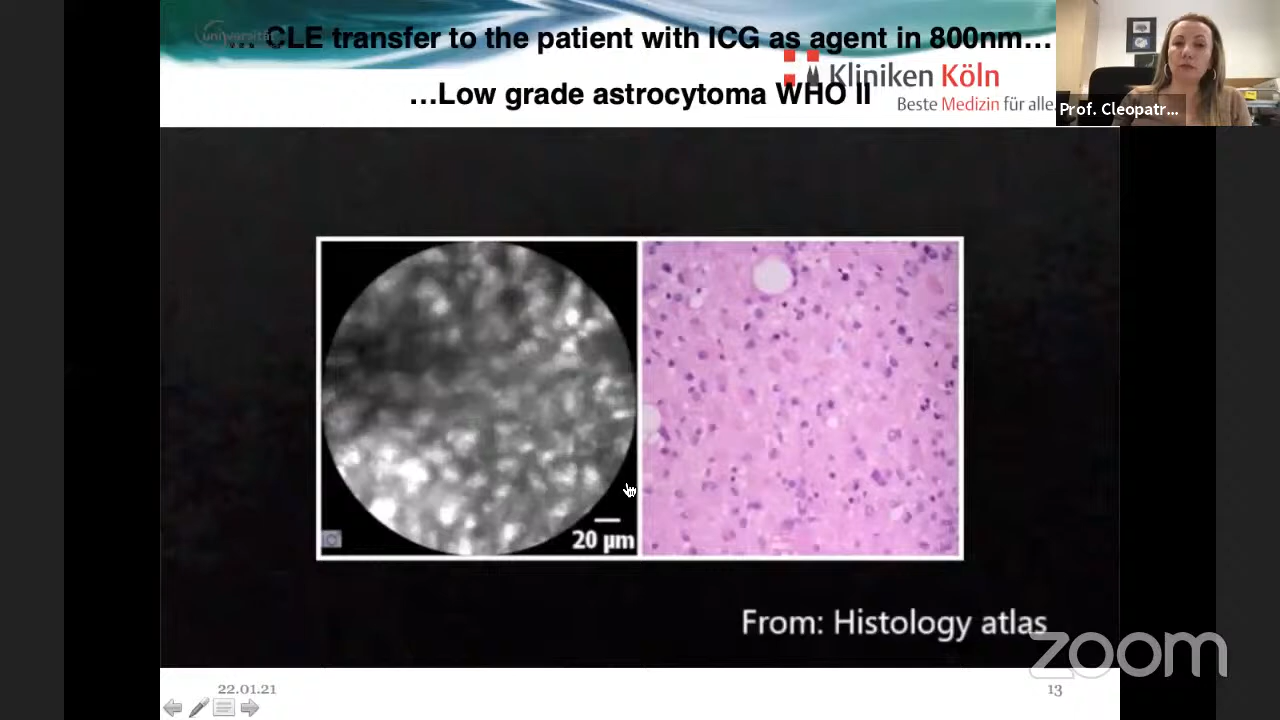 universität
... CLE transfer to the patient with ICG as agent in 800nm...
...Low grade astrocytoma WHO II
Kliniken Köln
Beste Medizin für alle.
Prof. Cleopatr...
20 µm
From: Histology atlas
zoom
22.01.21
13